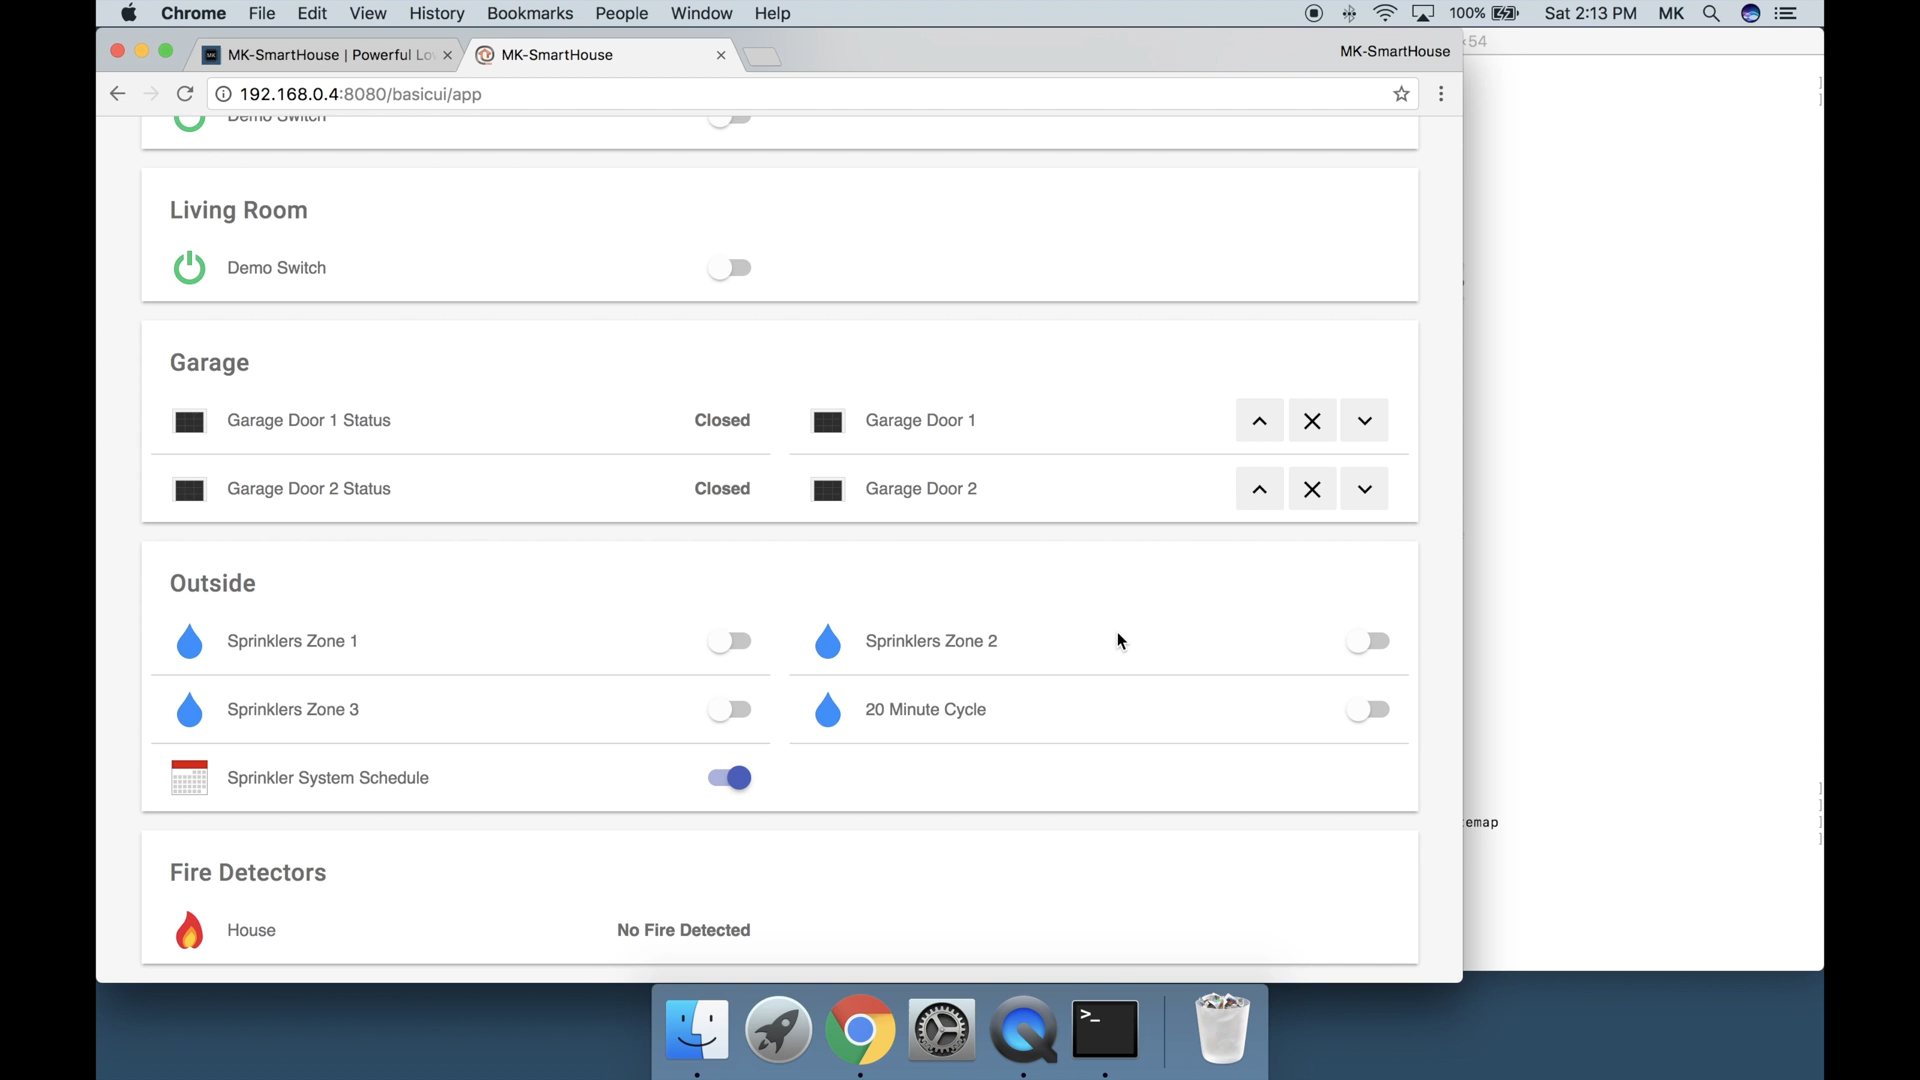 Chrome File Edit View History Bookmarks People Window Help 100% Sat 2:13 PM MK
MK-SmartHouse | Powerful Lo MK-SmartHouse MK-SmartHouse
192.168.0.4:8080/basicui/app
Demo Switch
Living Room
Demo Switch
Garage
Garage Door 1 Status Closed Garage Door 1
Garage Door 2 Status Closed Garage Door 2
Outside
Sprinklers Zone 1 Sprinklers Zone 2
Sprinklers Zone 3 20 Minute Cycle
Sprinkler System Schedule
emap
Fire Detectors
House No Fire Detected